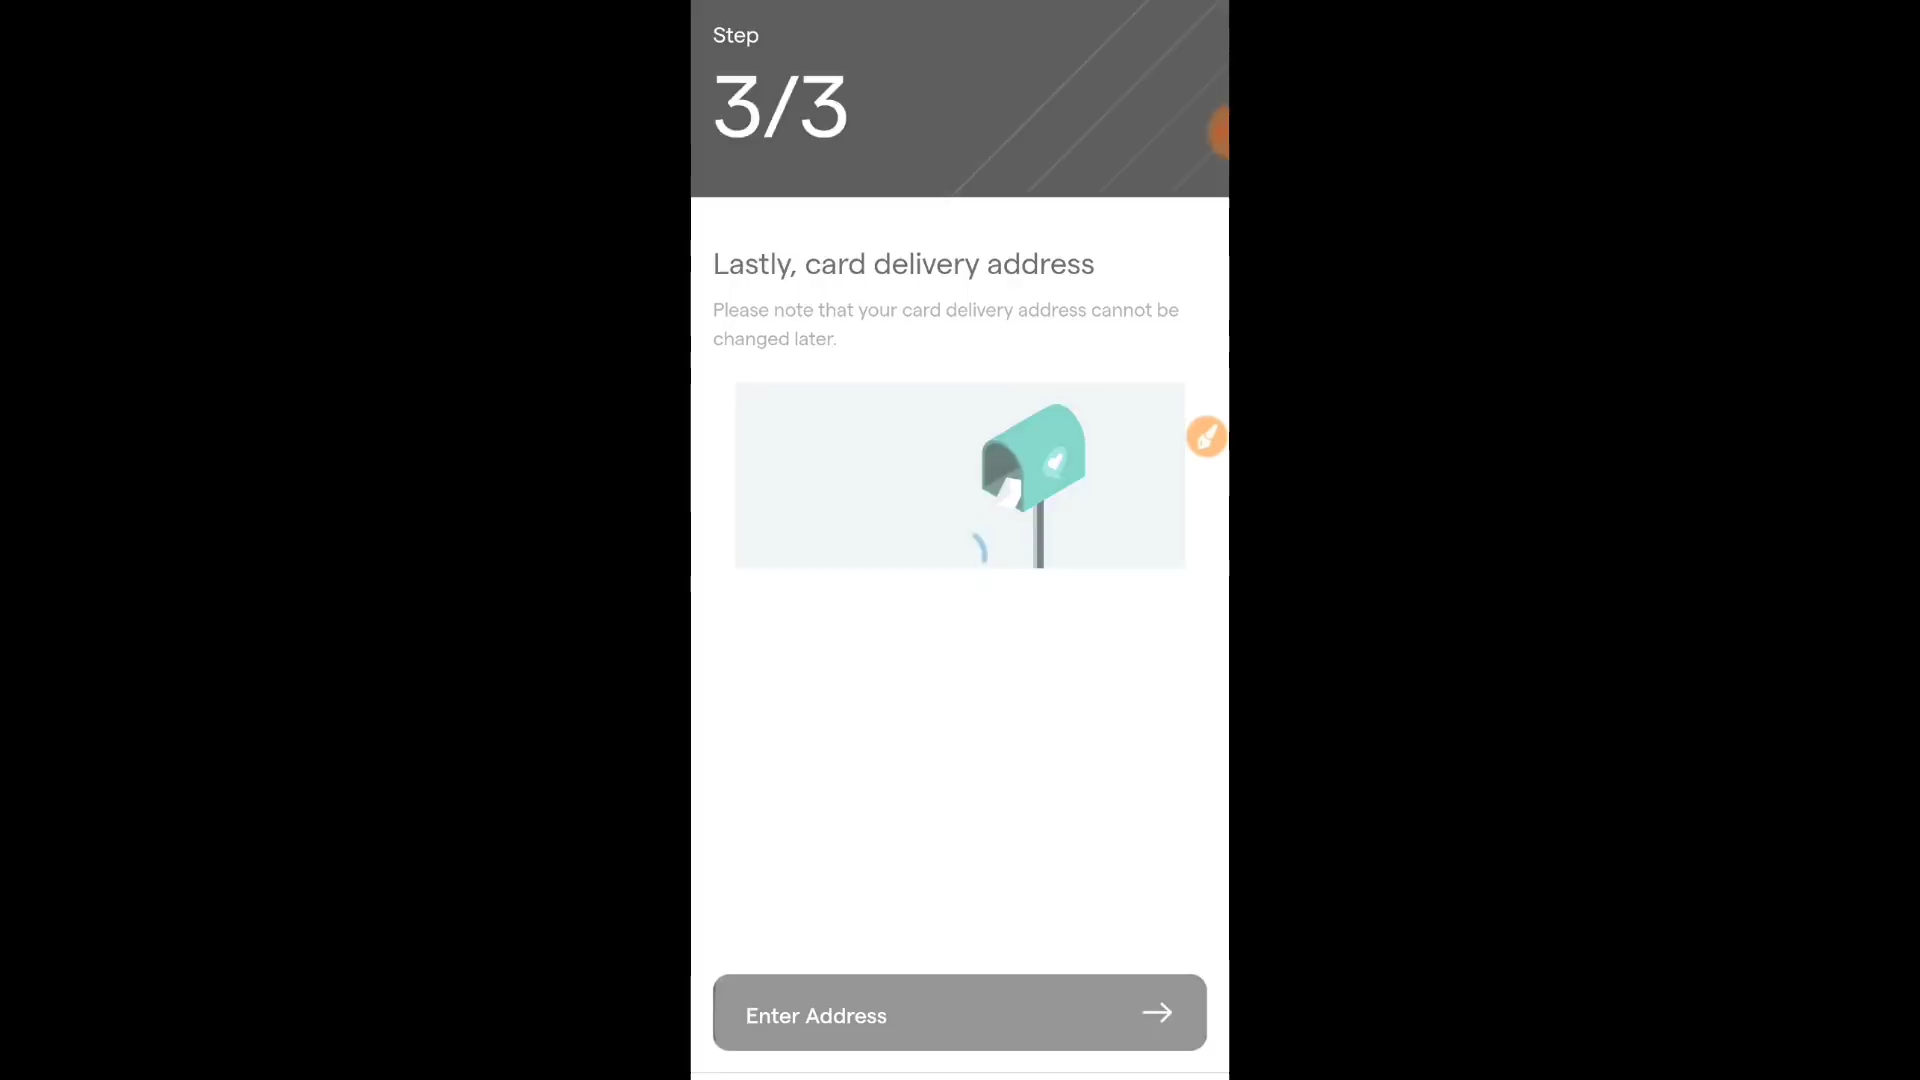 Step
3/3
Lastly, card delivery address
Please note that your card delivery address cannot be
changed later.
Enter Address